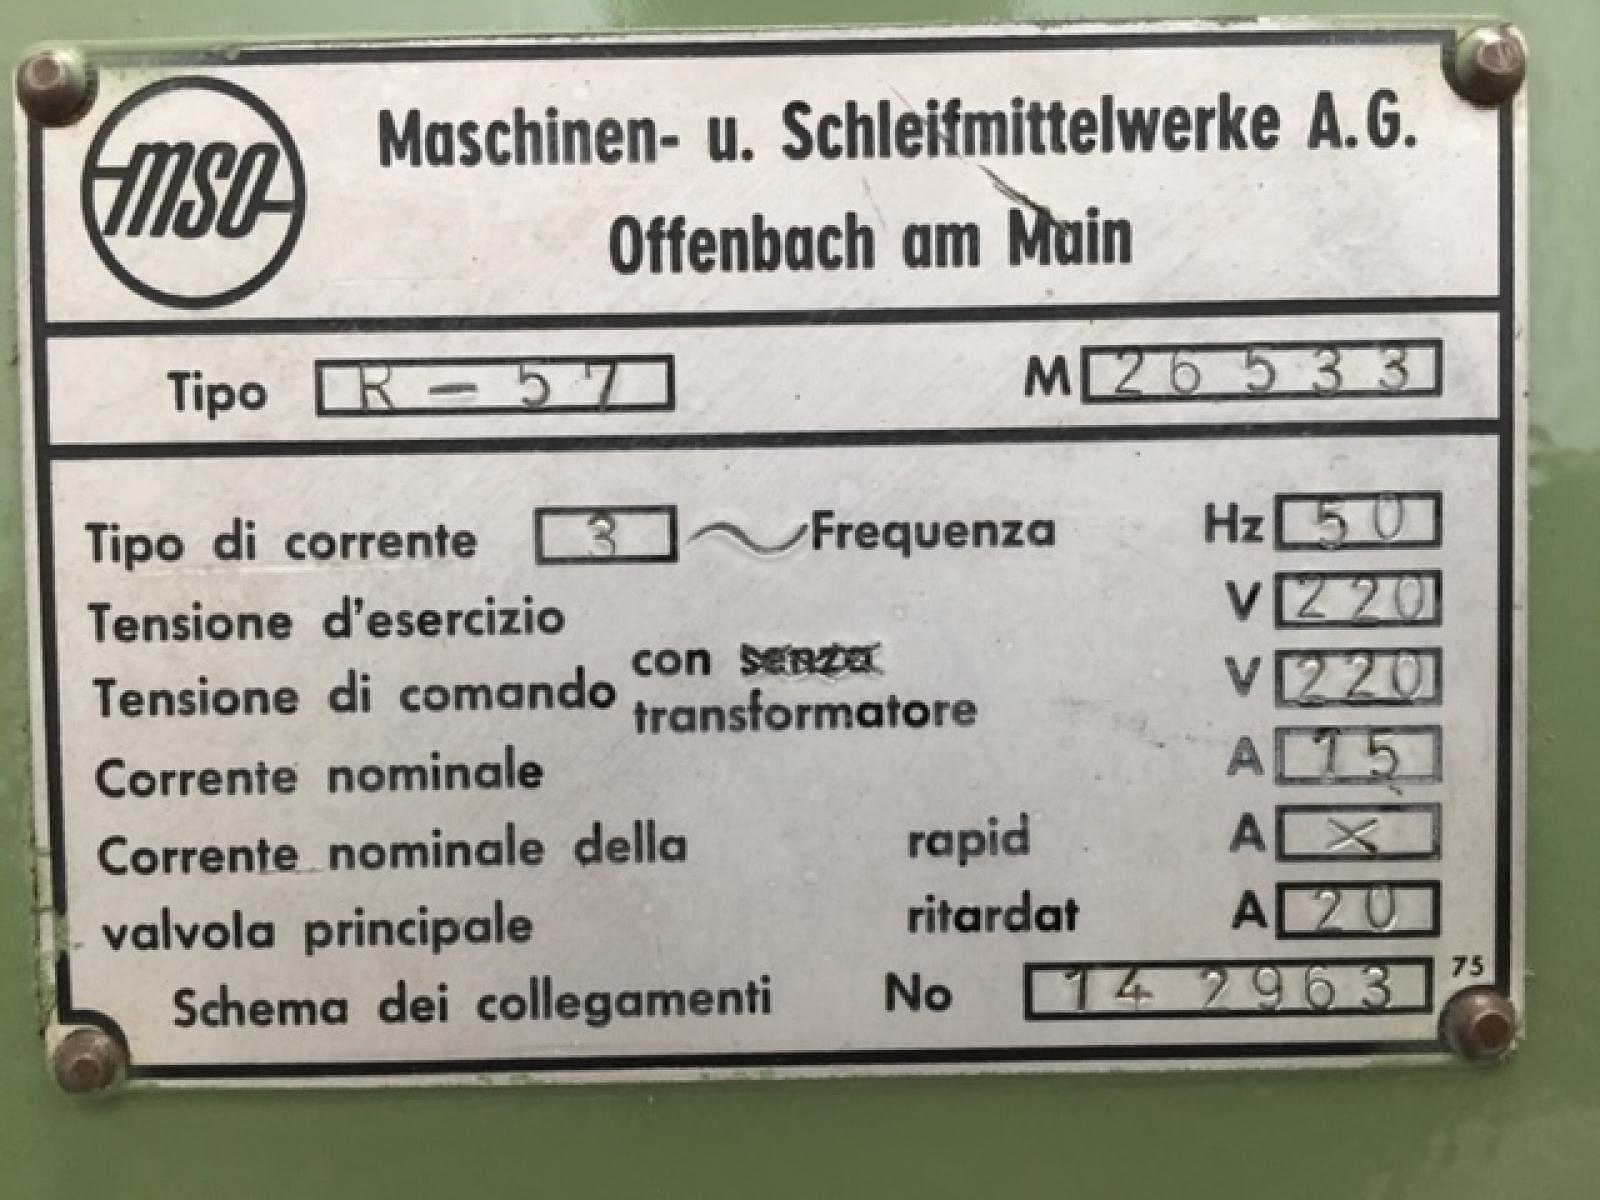 MSO
Maschinen- u. Schleifmittelwerke A.G.
Offenbach am Main
Tipo R - 57 M 26533
Tipo di corrente 3 ~ Frequenza Hz 50
Tensione d'esercizio V 220
Tensione di comando con senza transformatore V 220
Corrente nominale A 15
Corrente nominale della rapid A X
valvola principale ritardat A 20
Schema dei collegamenti No 14 2963 75